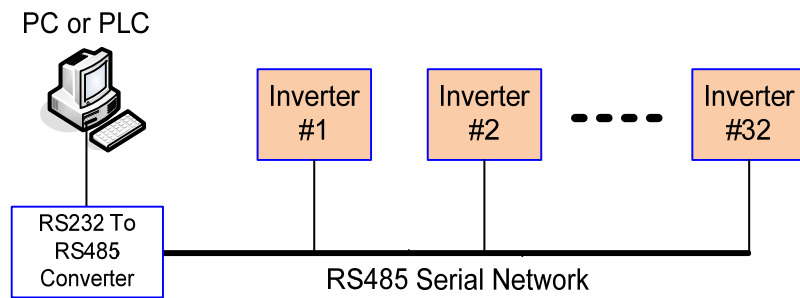 PC or PLC
Inverter
#1
Inverter
#2
Inverter
#32
RS232 To
RS485
Converter
RS485 Serial Network